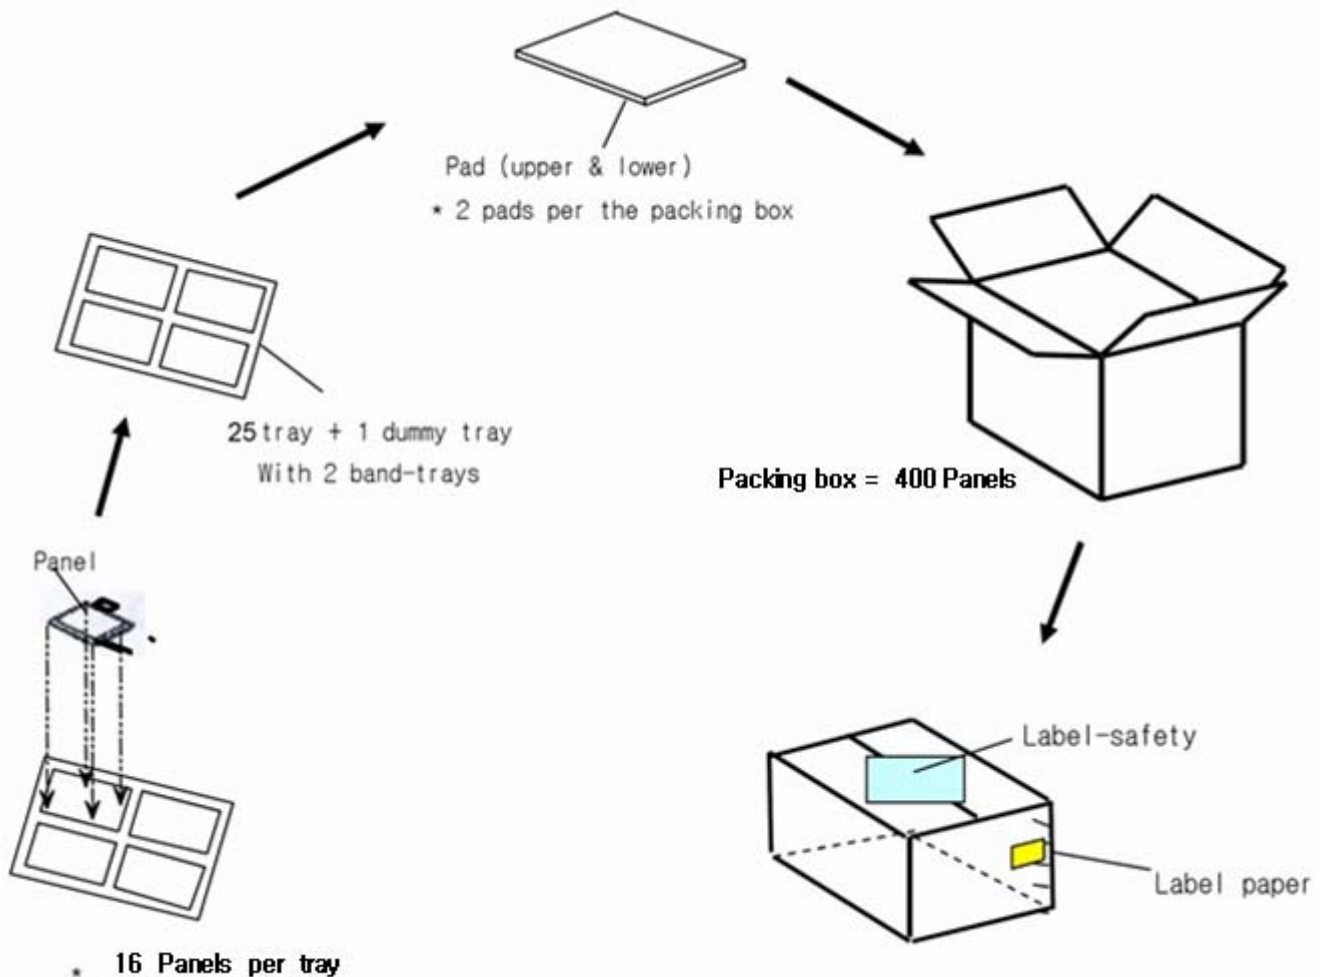 Pad (upper & lower)
* 2 pads per the packing box
25 tray + 1 dummy tray
With 2 band-trays
Packing box = 400 Panels
Panel
Label-safety
Label paper
* 16 Panels per tray